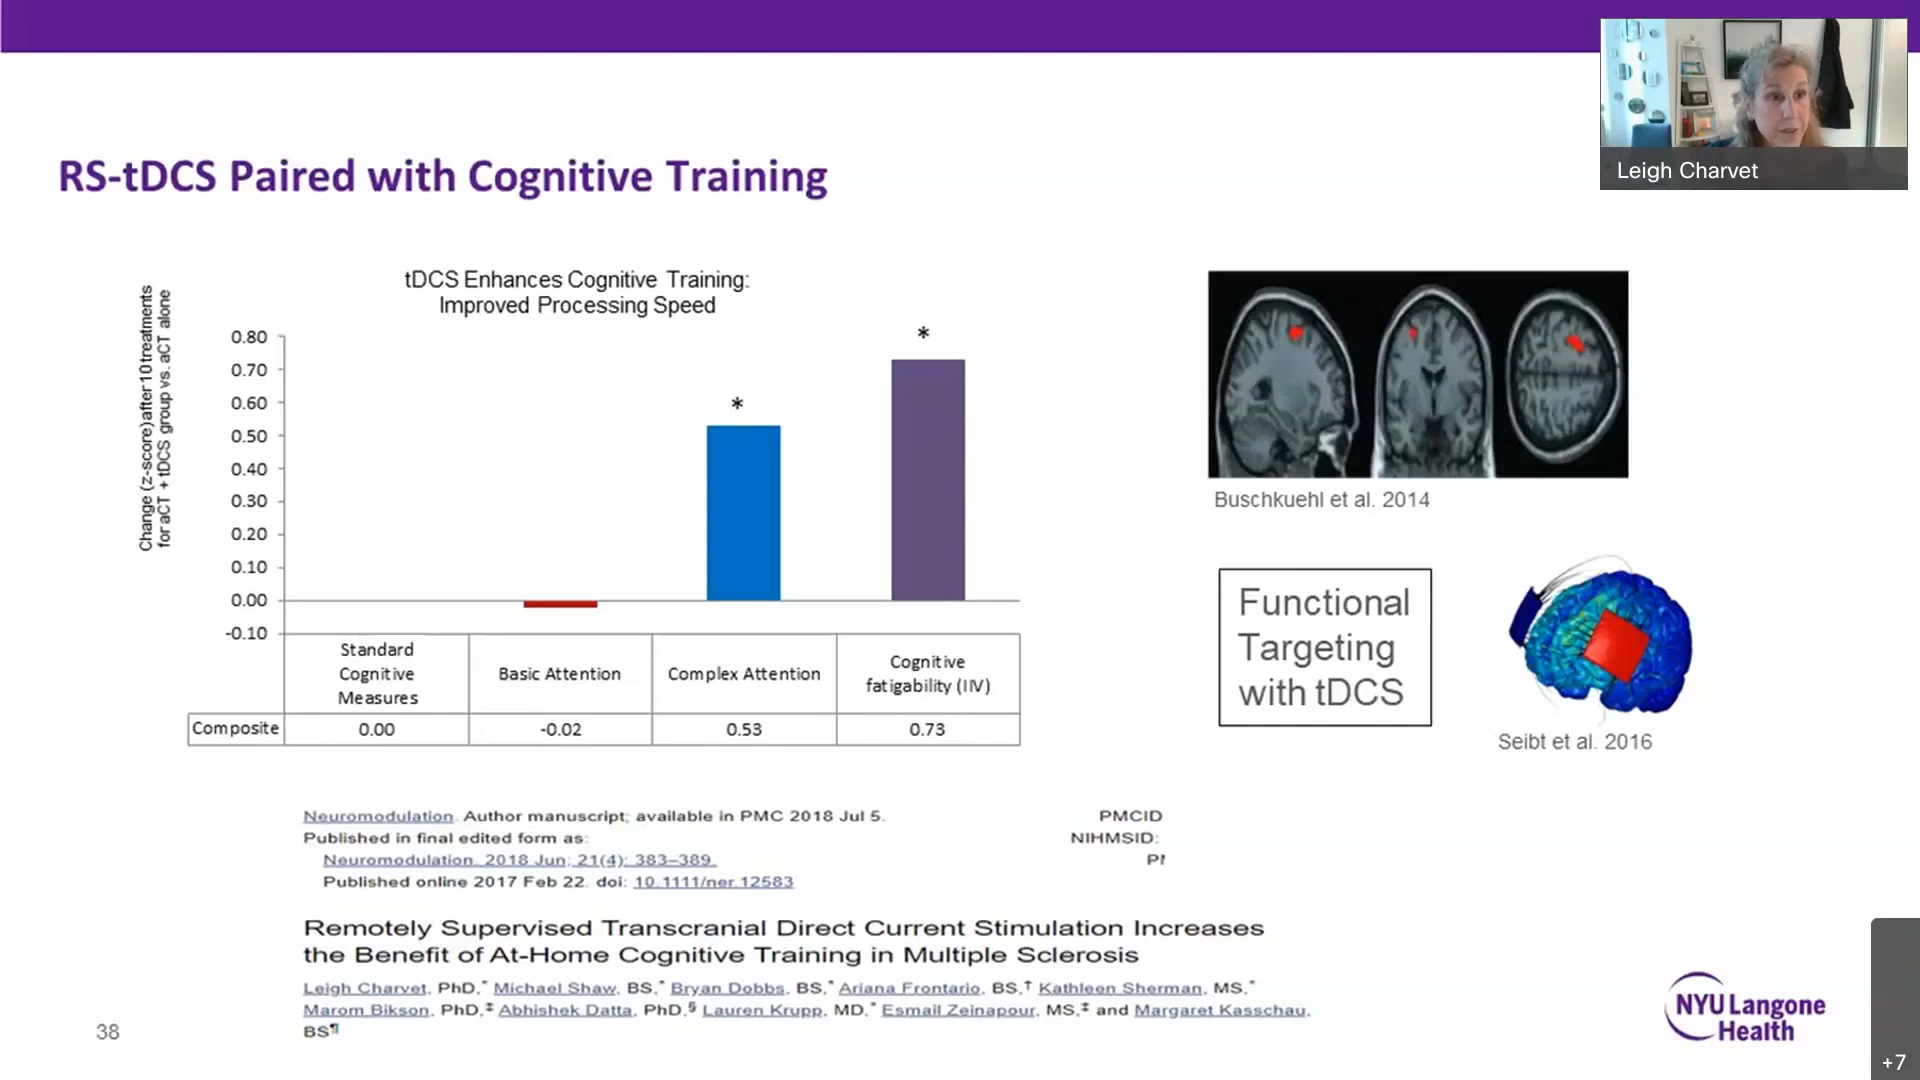 Leigh Charvet
RS-tDCS Paired with Cognitive Training
tDCS Enhances Cognitive Training:
Improved Processing Speed
Change (z-score) after 10 treatments
for aCT + tDCS group vs. aCT alone
0.80
0.70
0.60
0.50
0.40
0.30
0.20
0.10
0.00
-0.10
*
*
Standard
Cognitive
Measures
Basic Attention
Complex Attention
Cognitive
fatigability (IIV)
Composite 0.00 -0.02 0.53 0.73
Buschkuehl et al. 2014
Functional
Targeting
with tDCS
Seibt et al. 2016
Neuromodulation. Author manuscript; available in PMC 2018 Jul 5.
Published in final edited form as:
Neuromodulation. 2018 Jun; 21(4): 383–389.
Published online 2017 Feb 22. doi: 10.1111/ner.12583
PMCID
NIHMSID:
Remotely Supervised Transcranial Direct Current Stimulation Increases
the Benefit of At-Home Cognitive Training in Multiple Sclerosis
Leigh Charvet, PhD,* Michael Shaw, BS,* Bryan Dobbs, BS,* Ariana Frontario, BS,† Kathleen Sherman, MS,*
Marom Bikson, PhD,‡ Abhishek Datta, PhD,§ Lauren Krupp, MD,* Esmail Zeinapour, MS,‡ and Margaret Kasschau,
BS¶
38
NYU Langone
Health
+7